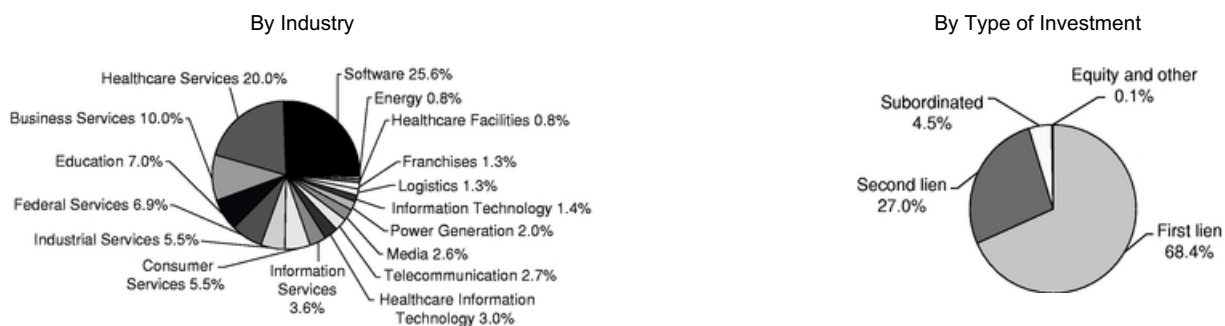 By Industry
Healthcare Services 20.0%
Software 25.6%
Energy 0.8%
Business Services 10.0%
Healthcare Facilities 0.8%
Education 7.0%
Franchises 1.3%
Logistics 1.3%
Federal Services 6.9%
Information Technology 1.4%
Power Generation 2.0%
Industrial Services 5.5%
Media 2.6%
Consumer
Services 5.5%
Information
Services
3.6%
Telecommunication 2.7%
Healthcare Information
Technology 3.0%
By Type of Investment
Equity and other
0.1%
Subordinated
4.5%
Second lien
27.0%
First lien
68.4%